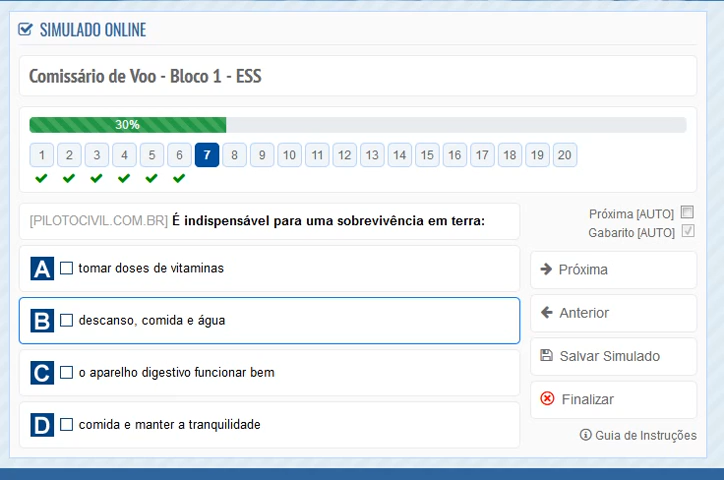 SIMULADO ONLINE
Comissário de Voo - Bloco 1 - ESS
30%
1 2 3 4 5 6 7 8 9 10 11 12 13 14 15 16 17 18 19 20
[PILOTOCIVIL.COM.BR] É indispensável para uma sobrevivência em terra:
A tomar doses de vitaminas
B descanso, comida e água
C o aparelho digestivo funcionar bem
D comida e manter a tranquilidade
Próxima [AUTO]
Gabarito [AUTO]
Próxima
Anterior
Salvar Simulado
Finalizar
Guia de Instruções